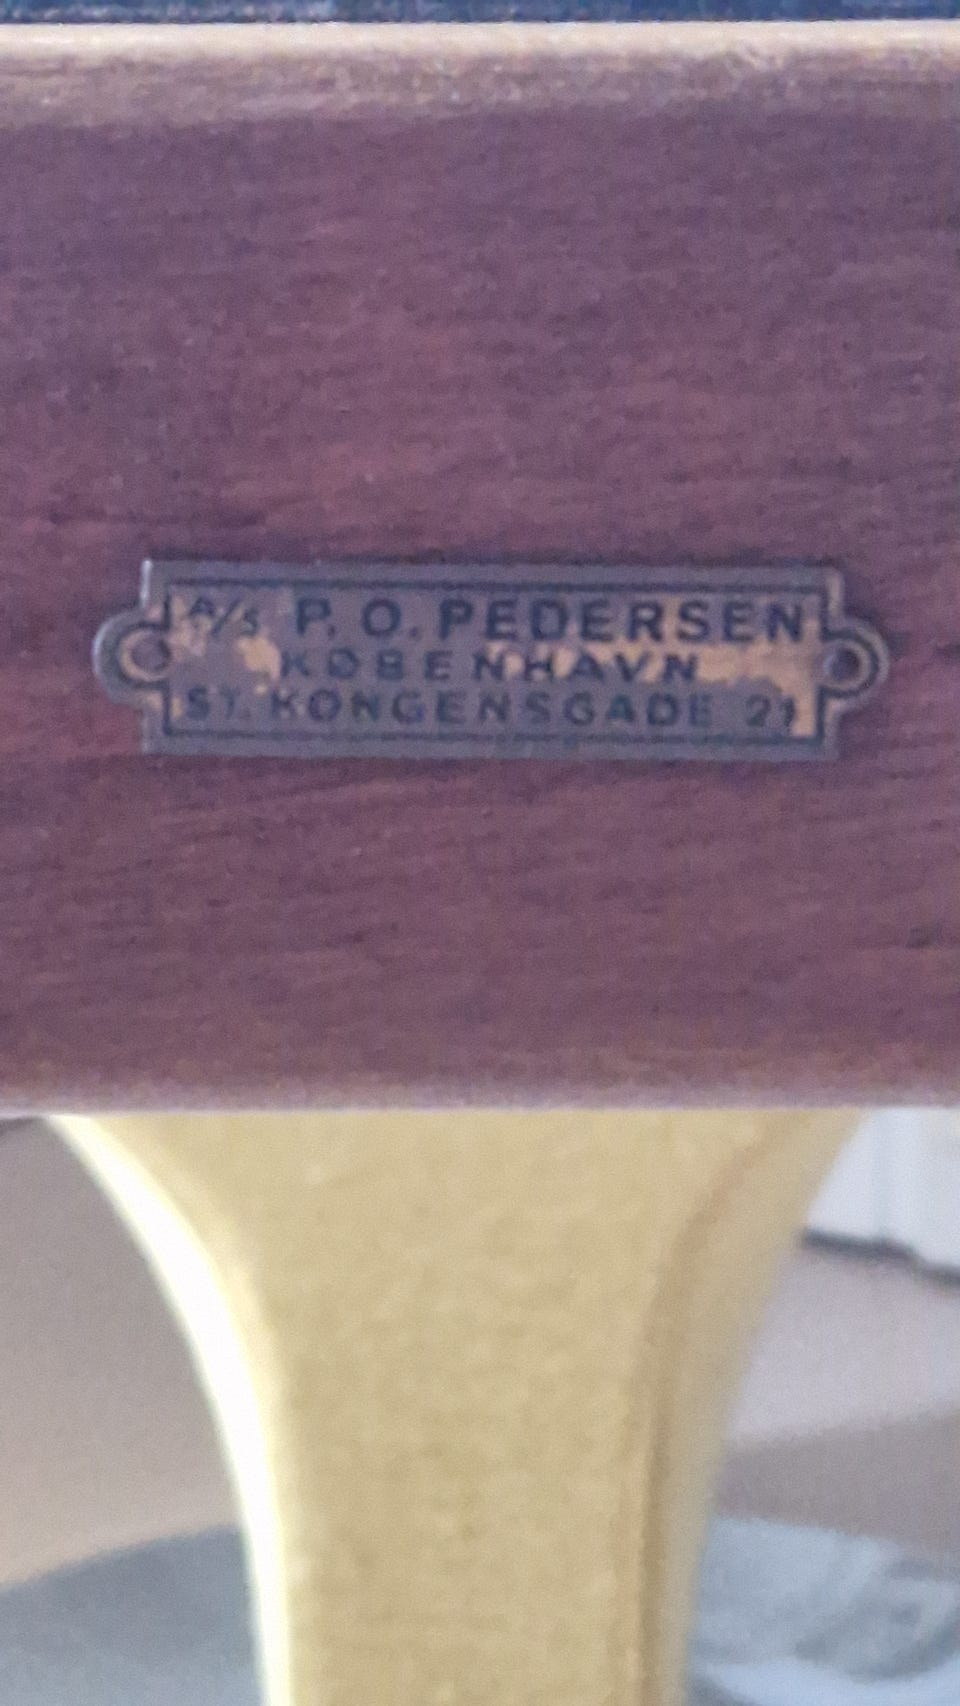 A/S P. O. PEDERSEN
KØBENHAVN
ST. KONGENSGADE 21